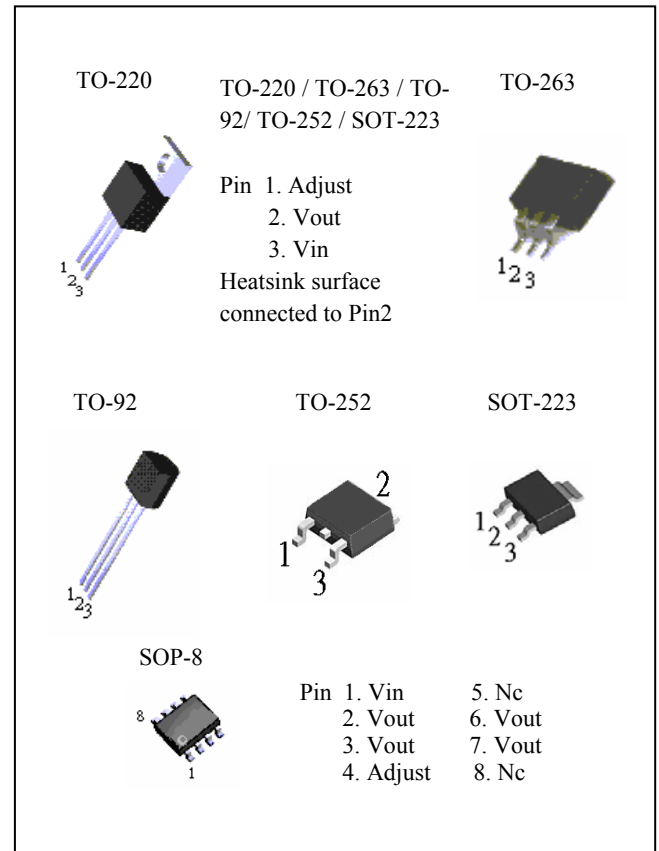 TO-220
TO-220 / TO-263 / TO-
92/ TO-252 / SOT-223
TO-263
Pin 1. Adjust
2. Vout
3. Vin
Heatsink surface
connected to Pin2
1
2
3
1
2
3
TO-92
TO-252
SOT-223
1
2
3
2
1
3
1
2
3
SOP-8
8
1
Pin 1. Vin 5. Nc
2. Vout 6. Vout
3. Vout 7. Vout
4. Adjust 8. Nc